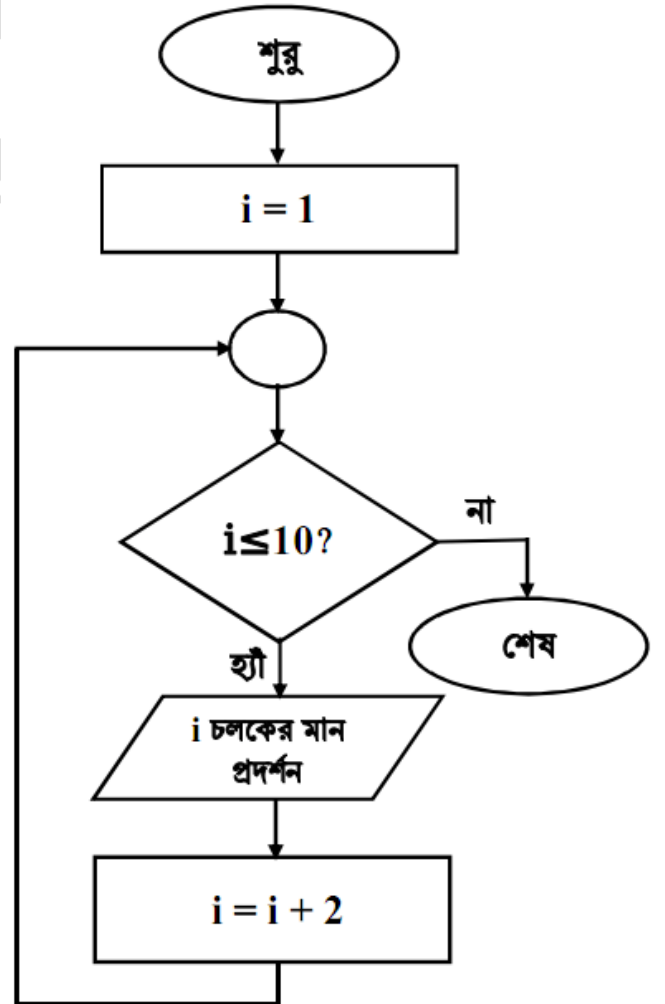 শুরু
i = 1
i≤10?
না
শেষ
হ্যাঁ
i চলকের মান
প্রদর্শন
i = i + 2